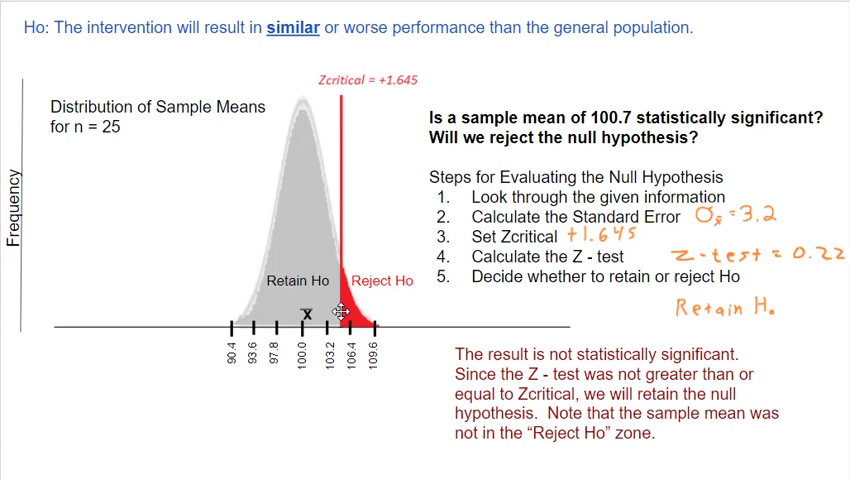 Ho: The intervention will result in similar or worse performance than the general population.
Zcritical = +1.645
Distribution of Sample Means
for n = 25
Frequency
Retain Ho
Reject Ho
X̅
90.4
93.6
97.8
100.0
103.2
106.4
109.6
Is a sample mean of 100.7 statistically significant?
Will we reject the null hypothesis?
Steps for Evaluating the Null Hypothesis
1. Look through the given information
2. Calculate the Standard Error σx̄ = 3.2
3. Set Zcritical +1.645
4. Calculate the Z - test Z-test = 0.22
5. Decide whether to retain or reject Ho
Retain Ho
The result is not statistically significant.
Since the Z - test was not greater than or
equal to Zcritical, we will retain the null
hypothesis. Note that the sample mean was
not in the “Reject Ho” zone.